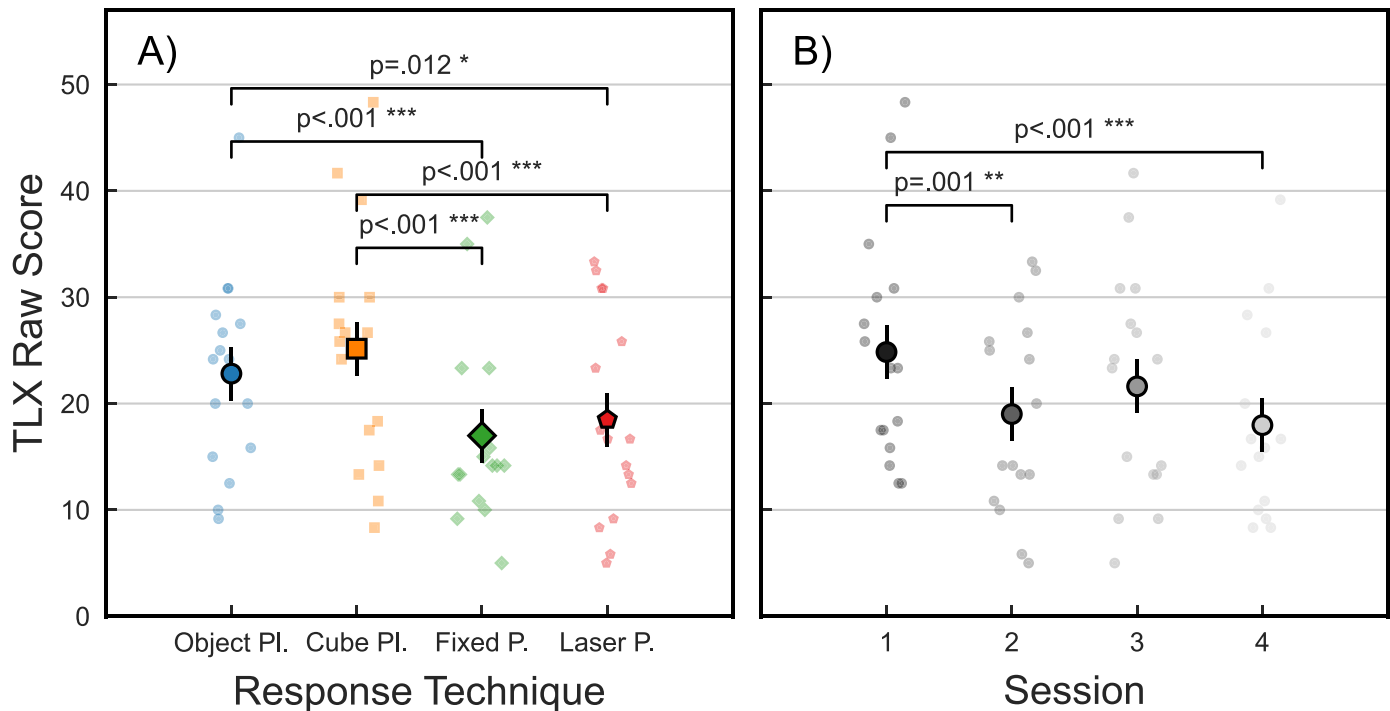 A)
B)
p=.012 *
p<.001 ***
p<.001 ***
p<.001 ***
p<.001 ***
p=.001 **
TLX Raw Score
50
40
30
20
10
0
Object Pl. Cube Pl. Fixed P. Laser P.
Response Technique
1 2 3 4
Session